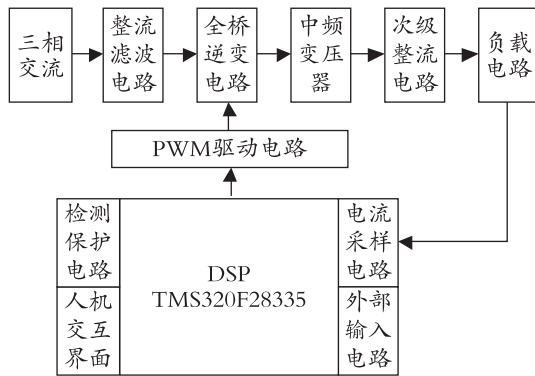 三相
交流
整流
滤波
电路
全桥
逆变
电路
中频
变压
器
次级
整流
电路
负载
电路
PWM驱动电路
检测
保护
电路
人机
交互
界面
DSP
TMS320F28335
电流
采样
电路
外部
输入
电路